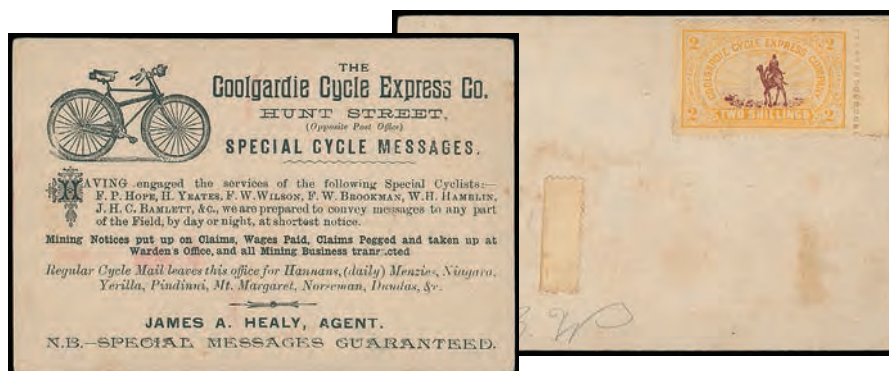 THE
Coolgardie Cycle Express Co.
HUNT STREET,
(Opposite Post Office)
SPECIAL CYCLE MESSAGES.
HAVING engaged the services of the following Special Cyclists:—
F. P. HOPE, H. YEATES, F. W. WILSON, F. W. BROOKMAN, W. H. HAMBLIN,
J. H. C. BAMLETT, &C., we are prepared to convey messages to any part
of the Field, by day or night, at shortest notice.
Mining Notices put up on Claims, Wages Paid, Claims Pegged and taken up at
Warden's Office, and all Mining Business transacted
Regular Cycle Mail leaves this office for Hannans, (daily) Menzies, Niagara,
Yerilla, Pindinni, Mt. Margaret, Norseman, Dundas, &c.
JAMES A. HEALY, AGENT.
N.B.—SPECIAL MESSAGES GUARANTEED.
2 2
COOLGARDIE CYCLE EXPRESS COMPANY
2 TWO SHILLINGS 2